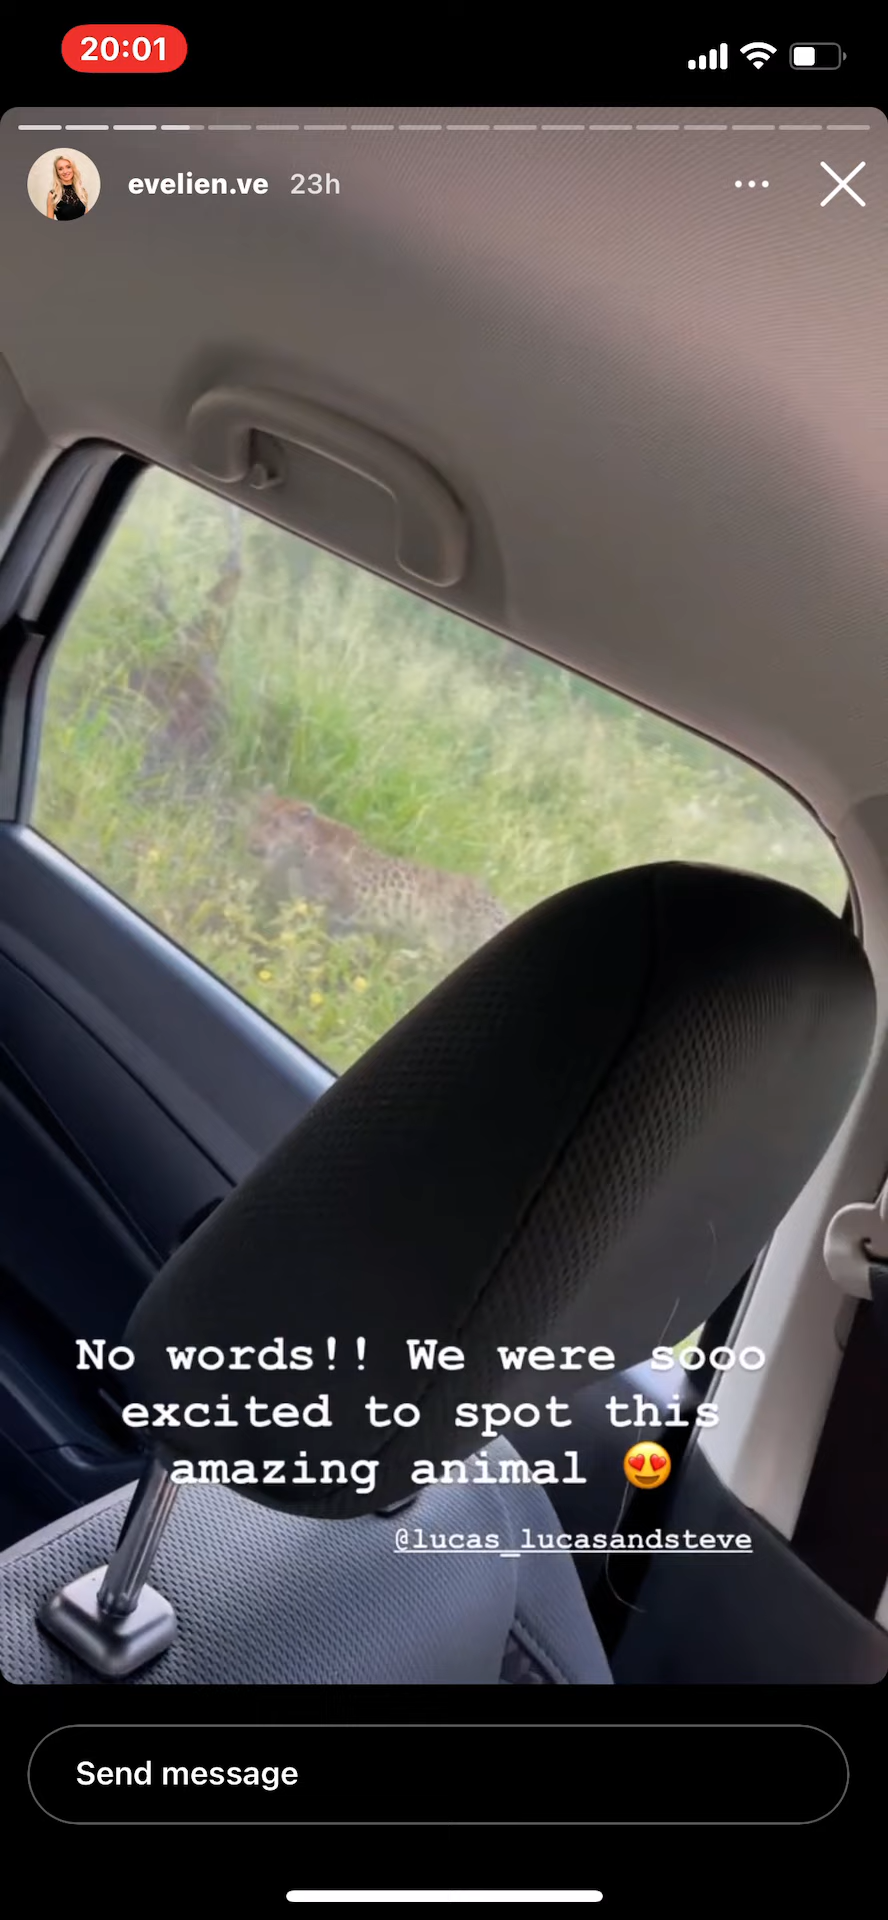 20:01
evelien.ve 23h
No words!! We were sooo
excited to spot this
amazing animal 😍
@lucas_lucasandsteve
Send message